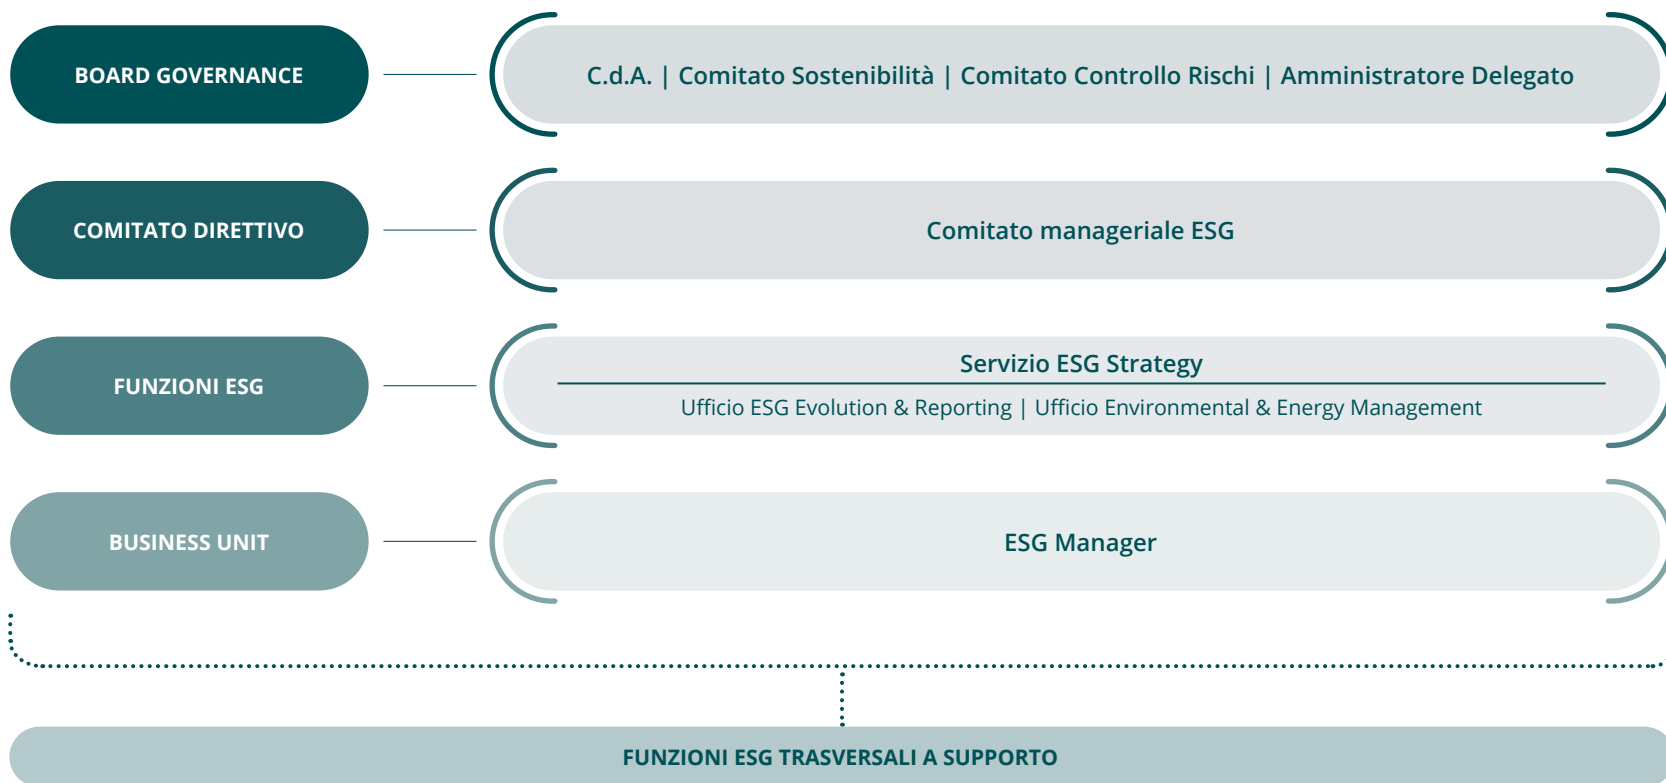 BOARD GOVERNANCE
C.d.A. | Comitato Sostenibilità | Comitato Controllo Rischi | Amministratore Delegato
COMITATO DIRETTIVO
Comitato manageriale ESG
FUNZIONI ESG
Servizio ESG Strategy
Ufficio ESG Evolution & Reporting | Ufficio Environmental & Energy Management
BUSINESS UNIT
ESG Manager
FUNZIONI ESG TRASVERSALI A SUPPORTO